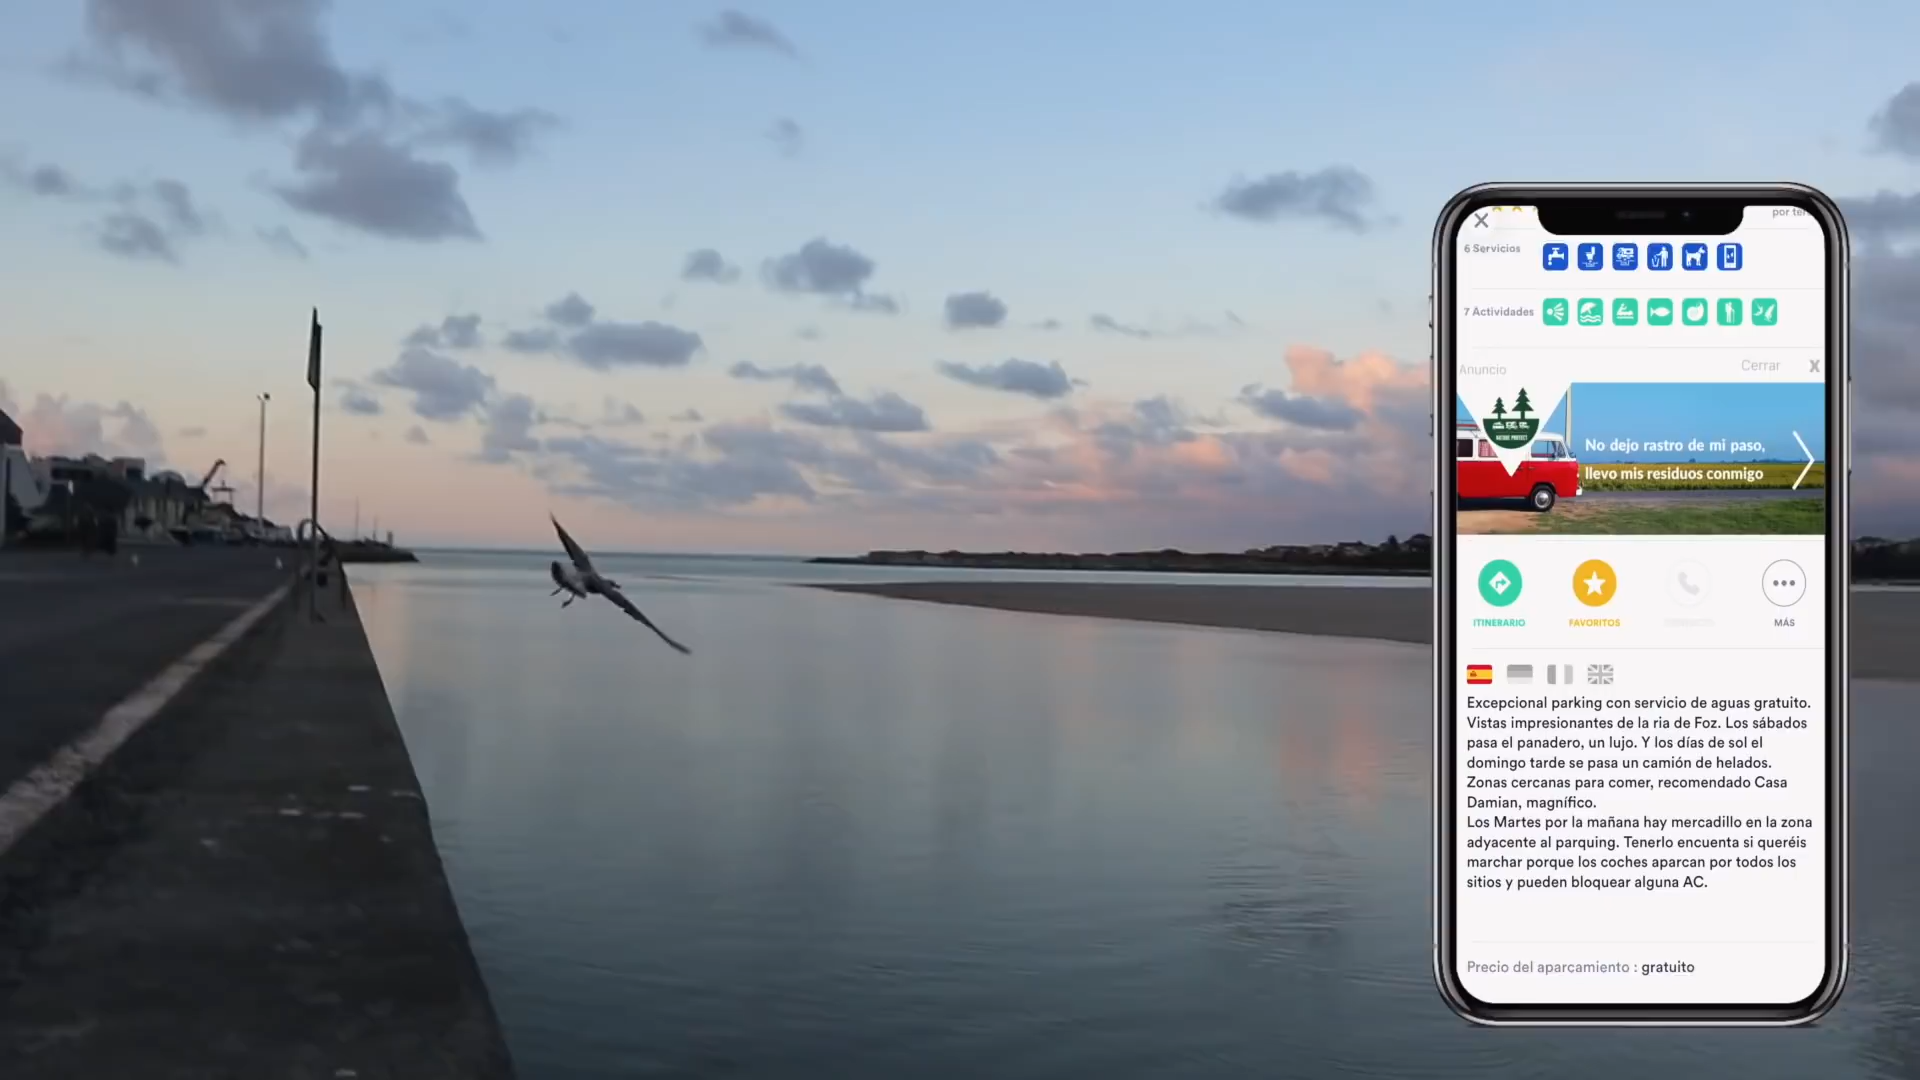 por ter
6 Servicios
7 Actividades
Anuncio
Cerrar X
NATURE PROTECT
No dejo rastro de mi paso,
llevo mis residuos conmigo
ITINERARIO
FAVORITOS
MÁS
Excepcional parking con servicio de aguas gratuito.
Vistas impresionantes de la ria de Foz. Los sábados
pasa el panadero, un lujo. Y los días de sol el
domingo tarde se pasa un camión de helados.
Zonas cercanas para comer, recomendado Casa
Damian, magnífico.
Los Martes por la mañana hay mercadillo en la zona
adyacente al parquing. Tenerlo encuenta si queréis
marchar porque los coches aparcan por todos los
sitios y pueden bloquear alguna AC.
Precio del aparcamiento : gratuito